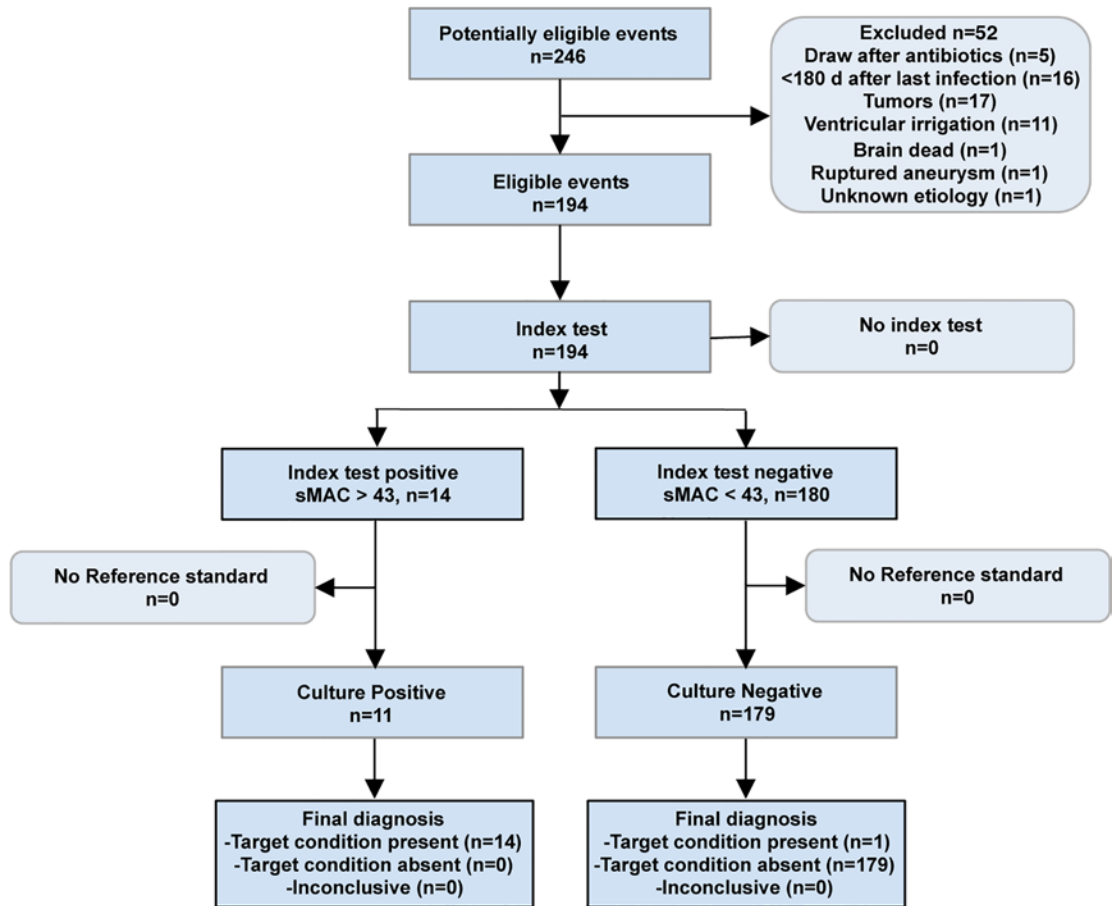 Potentially eligible events
n=246
Excluded n=52
Draw after antibiotics (n=5)
<180 d after last infection (n=16)
Tumors (n=17)
Ventricular irrigation (n=11)
Brain dead (n=1)
Ruptured aneurysm (n=1)
Unknown etiology (n=1)
Eligible events
n=194
Index test
n=194
No index test
n=0
Index test positive
sMAC > 43, n=14
Index test negative
sMAC < 43, n=180
No Reference standard
n=0
No Reference standard
n=0
Culture Positive
n=11
Culture Negative
n=179
Final diagnosis
-Target condition present (n=14)
-Target condition absent (n=0)
-Inconclusive (n=0)
Final diagnosis
-Target condition present (n=1)
-Target condition absent (n=179)
-Inconclusive (n=0)